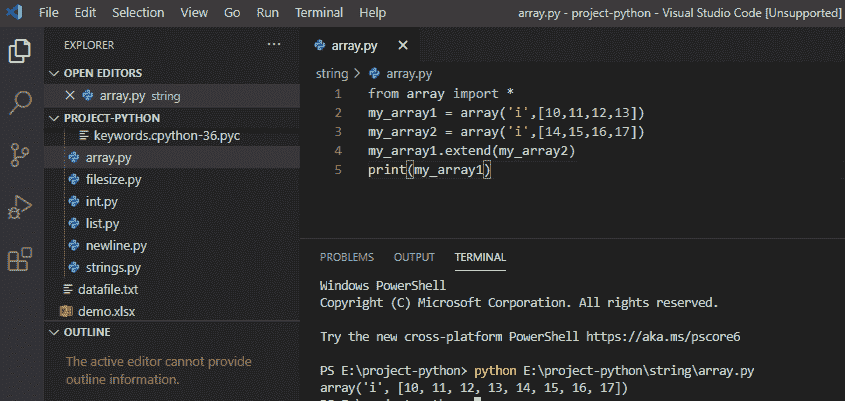 File Edit Selection View Go Run Terminal Help array.py - project-python - Visual Studio Code [Unsupported]
EXPLORER
OPEN EDITORS
array.py string
PROJECT-PYTHON
keywords.cpython-36.pyc
array.py
filesize.py
int.py
list.py
newline.py
strings.py
datafile.txt
demo.xlsx
OUTLINE
The active editor cannot provide
outline information.
array.py
string > array.py
1 from array import *
2 my_array1 = array('i',[10,11,12,13])
3 my_array2 = array('i',[14,15,16,17])
4 my_array1.extend(my_array2)
5 print(my_array1)
PROBLEMS OUTPUT TERMINAL
Windows PowerShell
Copyright (C) Microsoft Corporation. All rights reserved.
Try the new cross-platform PowerShell https://aka.ms/pscore6
PS E:\project-python> python E:\project-python\string\array.py
array('i', [10, 11, 12, 13, 14, 15, 16, 17])